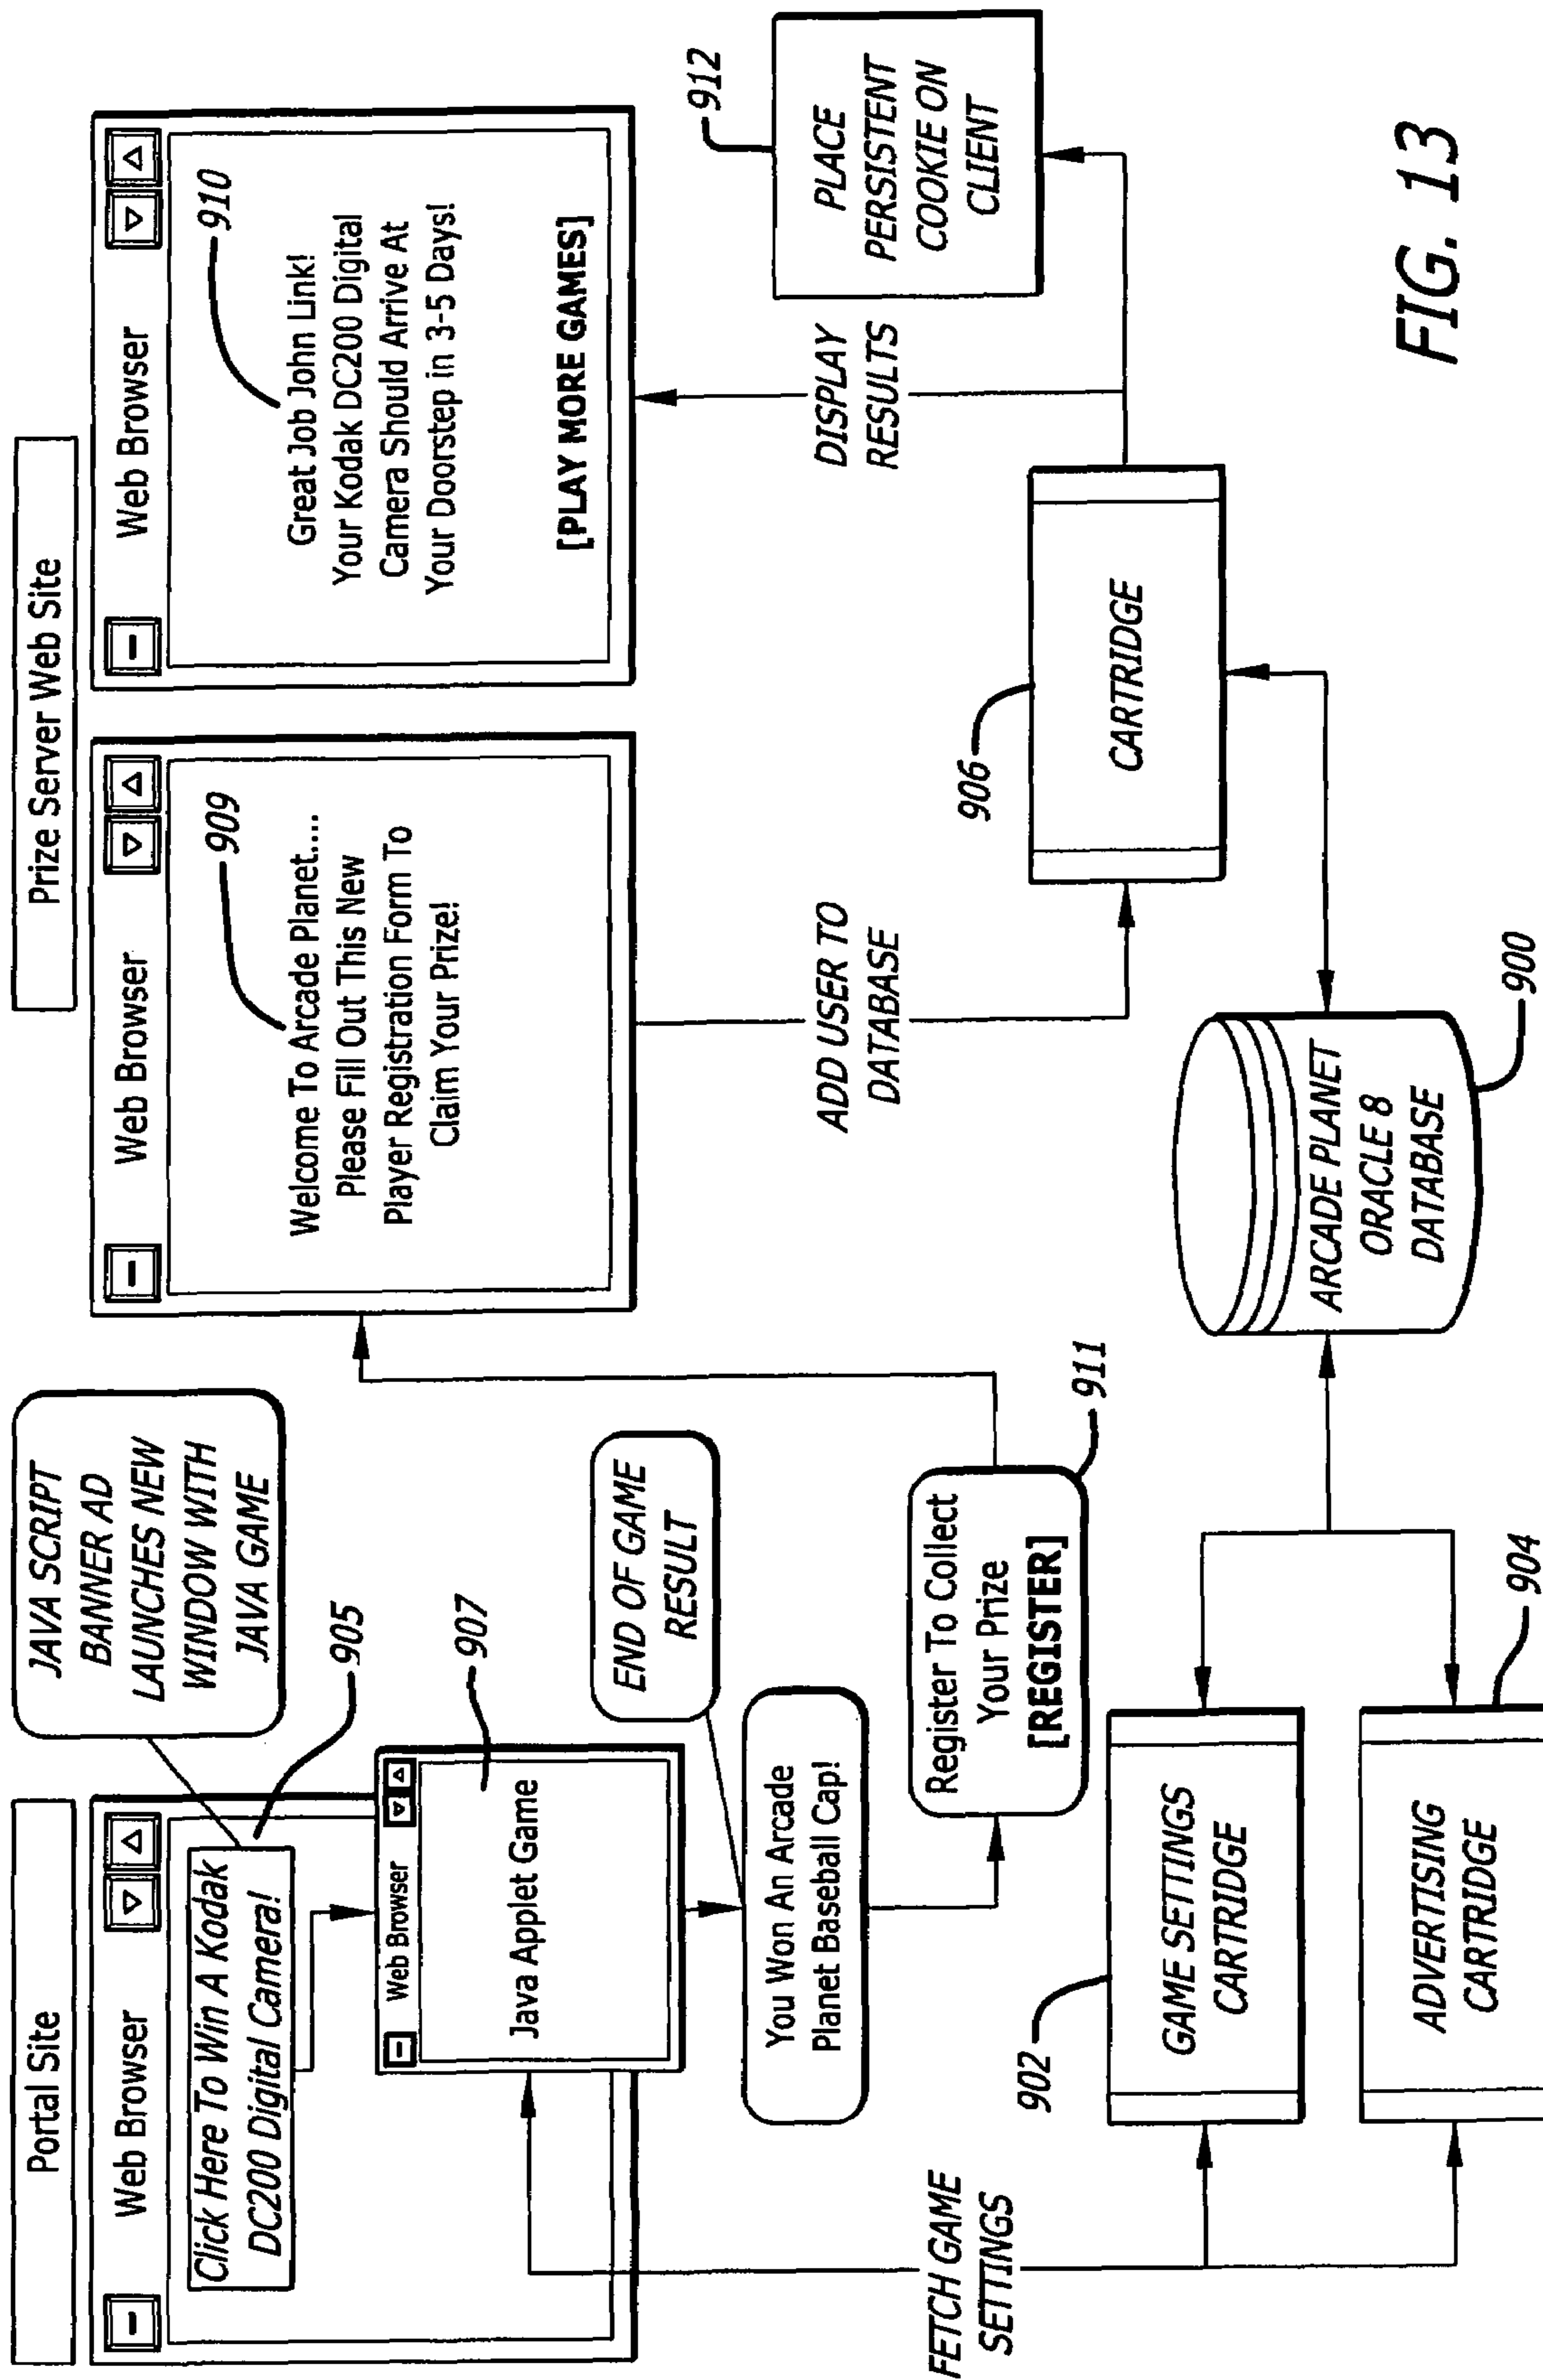 Portal Site
Web Browser
Click Here To Win A Kodak
DC200 Digital Camera!
905
JAVA SCRIPT
BANNER AD
LAUNCHES NEW
WINDOW WITH
JAVA GAME
Web Browser
907
Java Applet Game
END OF GAME
RESULT
You Won An Arcade
Planet Baseball Cap!
Register To Collect
Your Prize
[REGISTER]
911
FETCH GAME
SETTINGS
902
GAME SETTINGS
CARTRIDGE
ADVERTISING
CARTRIDGE
904
Prize Server Web Site
Web Browser
909
Welcome To Arcade Planet....
Please Fill Out This New
Player Registration Form To
Claim Your Prize!
Web Browser
910
Great Job John Link!
Your Kodak DC200 Digital
Camera Should Arrive At
Your Doorstep in 3-5 Days!
[PLAY MORE GAMES]
ADD USER TO
DATABASE
DISPLAY
RESULTS
912
PLACE
PERSISTENT
COOKIE ON
CLIENT
906
CARTRIDGE
ARCADE PLANET
ORACLE 8
DATABASE
900
FIG. 13